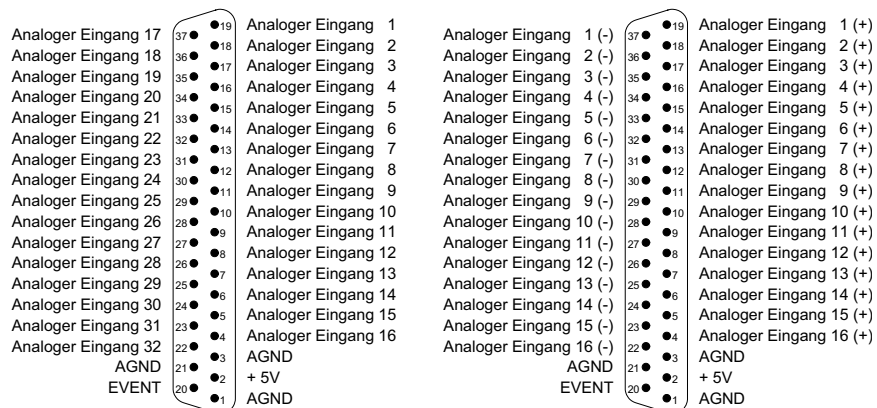 19 Analoger Eingang 1
Analoger Eingang 17 37
18 Analoger Eingang 2
Analoger Eingang 18 36
17 Analoger Eingang 3
Analoger Eingang 19 35
16 Analoger Eingang 4
Analoger Eingang 20 34
15 Analoger Eingang 5
Analoger Eingang 21 33
14 Analoger Eingang 6
Analoger Eingang 22 32
13 Analoger Eingang 7
Analoger Eingang 23 31
12 Analoger Eingang 8
Analoger Eingang 24 30
11 Analoger Eingang 9
Analoger Eingang 25 29
10 Analoger Eingang 10
Analoger Eingang 26 28
9 Analoger Eingang 11
Analoger Eingang 27 27
8 Analoger Eingang 12
Analoger Eingang 28 26
7 Analoger Eingang 13
Analoger Eingang 29 25
6 Analoger Eingang 14
Analoger Eingang 30 24
5 Analoger Eingang 15
Analoger Eingang 31 23
4 Analoger Eingang 16
Analoger Eingang 32 22
3 AGND
AGND 21
2 + 5V
EVENT 20
1 AGND
19 Analoger Eingang 1 (+)
Analoger Eingang 1 (-) 37
18 Analoger Eingang 2 (+)
Analoger Eingang 2 (-) 36
17 Analoger Eingang 3 (+)
Analoger Eingang 3 (-) 35
16 Analoger Eingang 4 (+)
Analoger Eingang 4 (-) 34
15 Analoger Eingang 5 (+)
Analoger Eingang 5 (-) 33
14 Analoger Eingang 6 (+)
Analoger Eingang 6 (-) 32
13 Analoger Eingang 7 (+)
Analoger Eingang 7 (-) 31
12 Analoger Eingang 8 (+)
Analoger Eingang 8 (-) 30
11 Analoger Eingang 9 (+)
Analoger Eingang 9 (-) 29
10 Analoger Eingang 10 (+)
Analoger Eingang 10 (-) 28
9 Analoger Eingang 11 (+)
Analoger Eingang 11 (-) 27
8 Analoger Eingang 12 (+)
Analoger Eingang 12 (-) 26
7 Analoger Eingang 13 (+)
Analoger Eingang 13 (-) 25
6 Analoger Eingang 14 (+)
Analoger Eingang 14 (-) 24
5 Analoger Eingang 15 (+)
Analoger Eingang 15 (-) 23
4 Analoger Eingang 16 (+)
Analoger Eingang 16 (-) 22
3 AGND
AGND 21
2 + 5V
EVENT 20
1 AGND